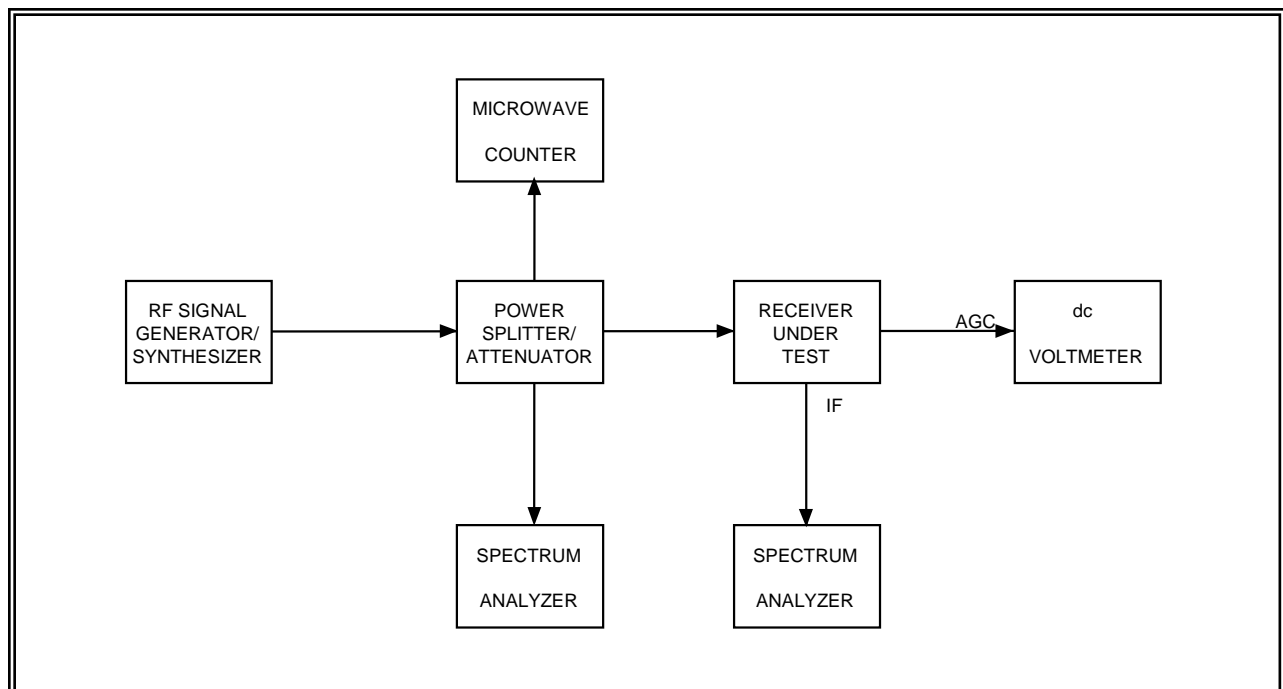 MICROWAVE
COUNTER
RF SIGNAL
GENERATOR/
SYNTHESIZER
POWER
SPLITTER/
ATTENUATOR
RECEIVER
UNDER
TEST
AGC
dc
VOLTMETER
IF
SPECTRUM
ANALYZER
SPECTRUM
ANALYZER